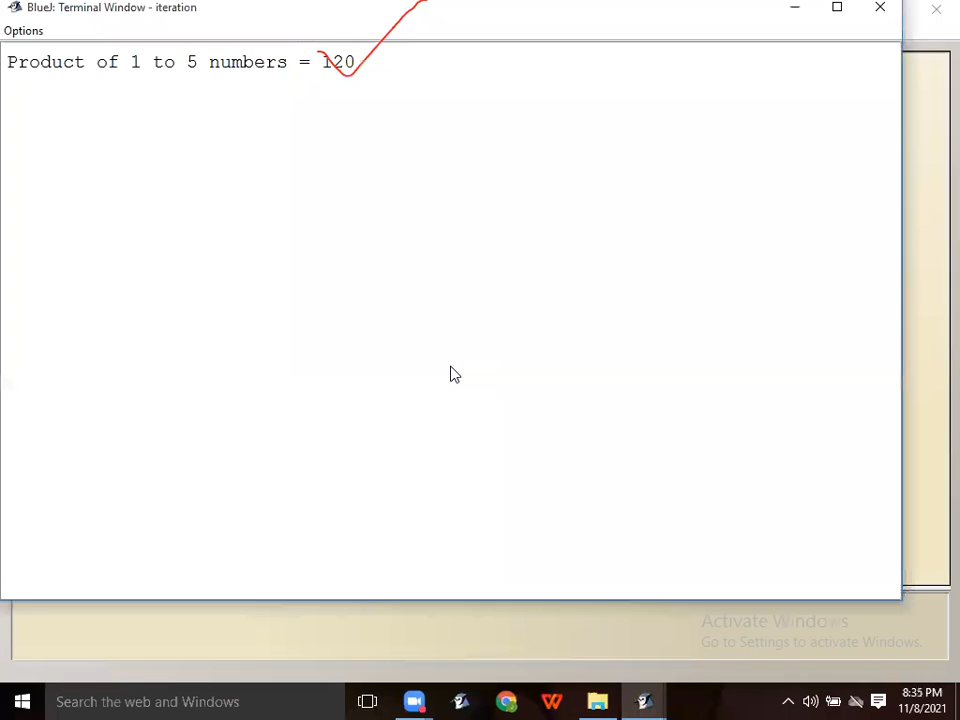 BlueJ: Terminal Window - iteration
Options
Product of 1 to 5 numbers = 120
Activate Windows
Go to Settings to activate Windows.
Search the web and Windows
8:35 PM
11/8/2021